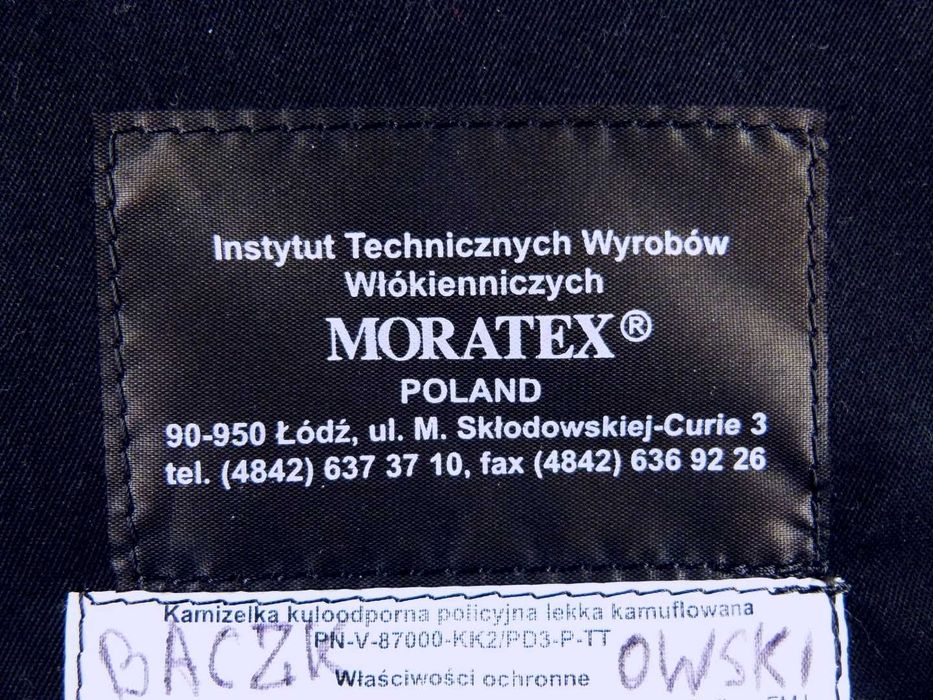 Instytut Technicznych Wyrobów
Włókienniczych
MORATEX®
POLAND
90-950 Łódź, ul. M. Skłodowskiej-Curie 3
tel. (4842) 637 37 10, fax (4842) 636 92 26
Kamizelka kuloodporna policyjna lekka kamuflowana
PN-V-87000-KK2/PD3-P-TT
BACZK OWSKI
Właściwości ochronne